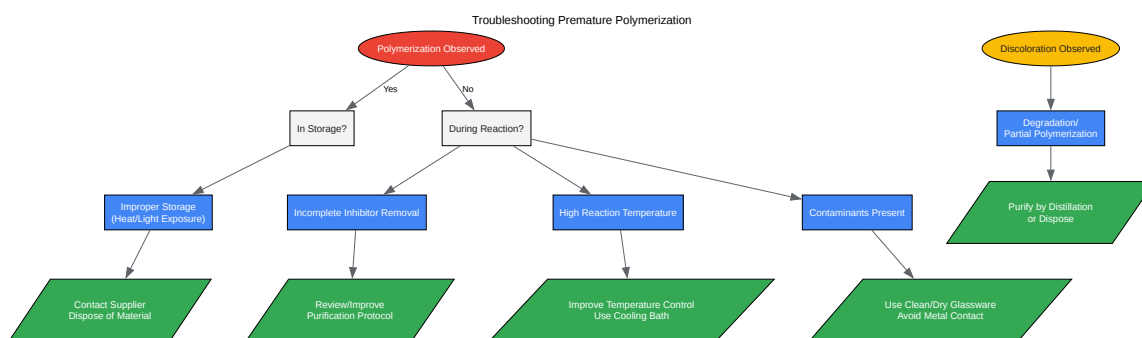 Troubleshooting Premature Polymerization
Polymerization Observed
Discoloration Observed
Yes
No
In Storage?
During Reaction?
Degradation/
Partial Polymerization
Improper Storage
(Heat/Light Exposure)
Incomplete Inhibitor Removal
High Reaction Temperature
Contaminants Present
Purify by Distillation
or Dispose
Contact Supplier
Dispose of Material
Review/Improve
Purification Protocol
Improve Temperature Control
Use Cooling Bath
Use Clean/Dry Glassware
Avoid Metal Contact